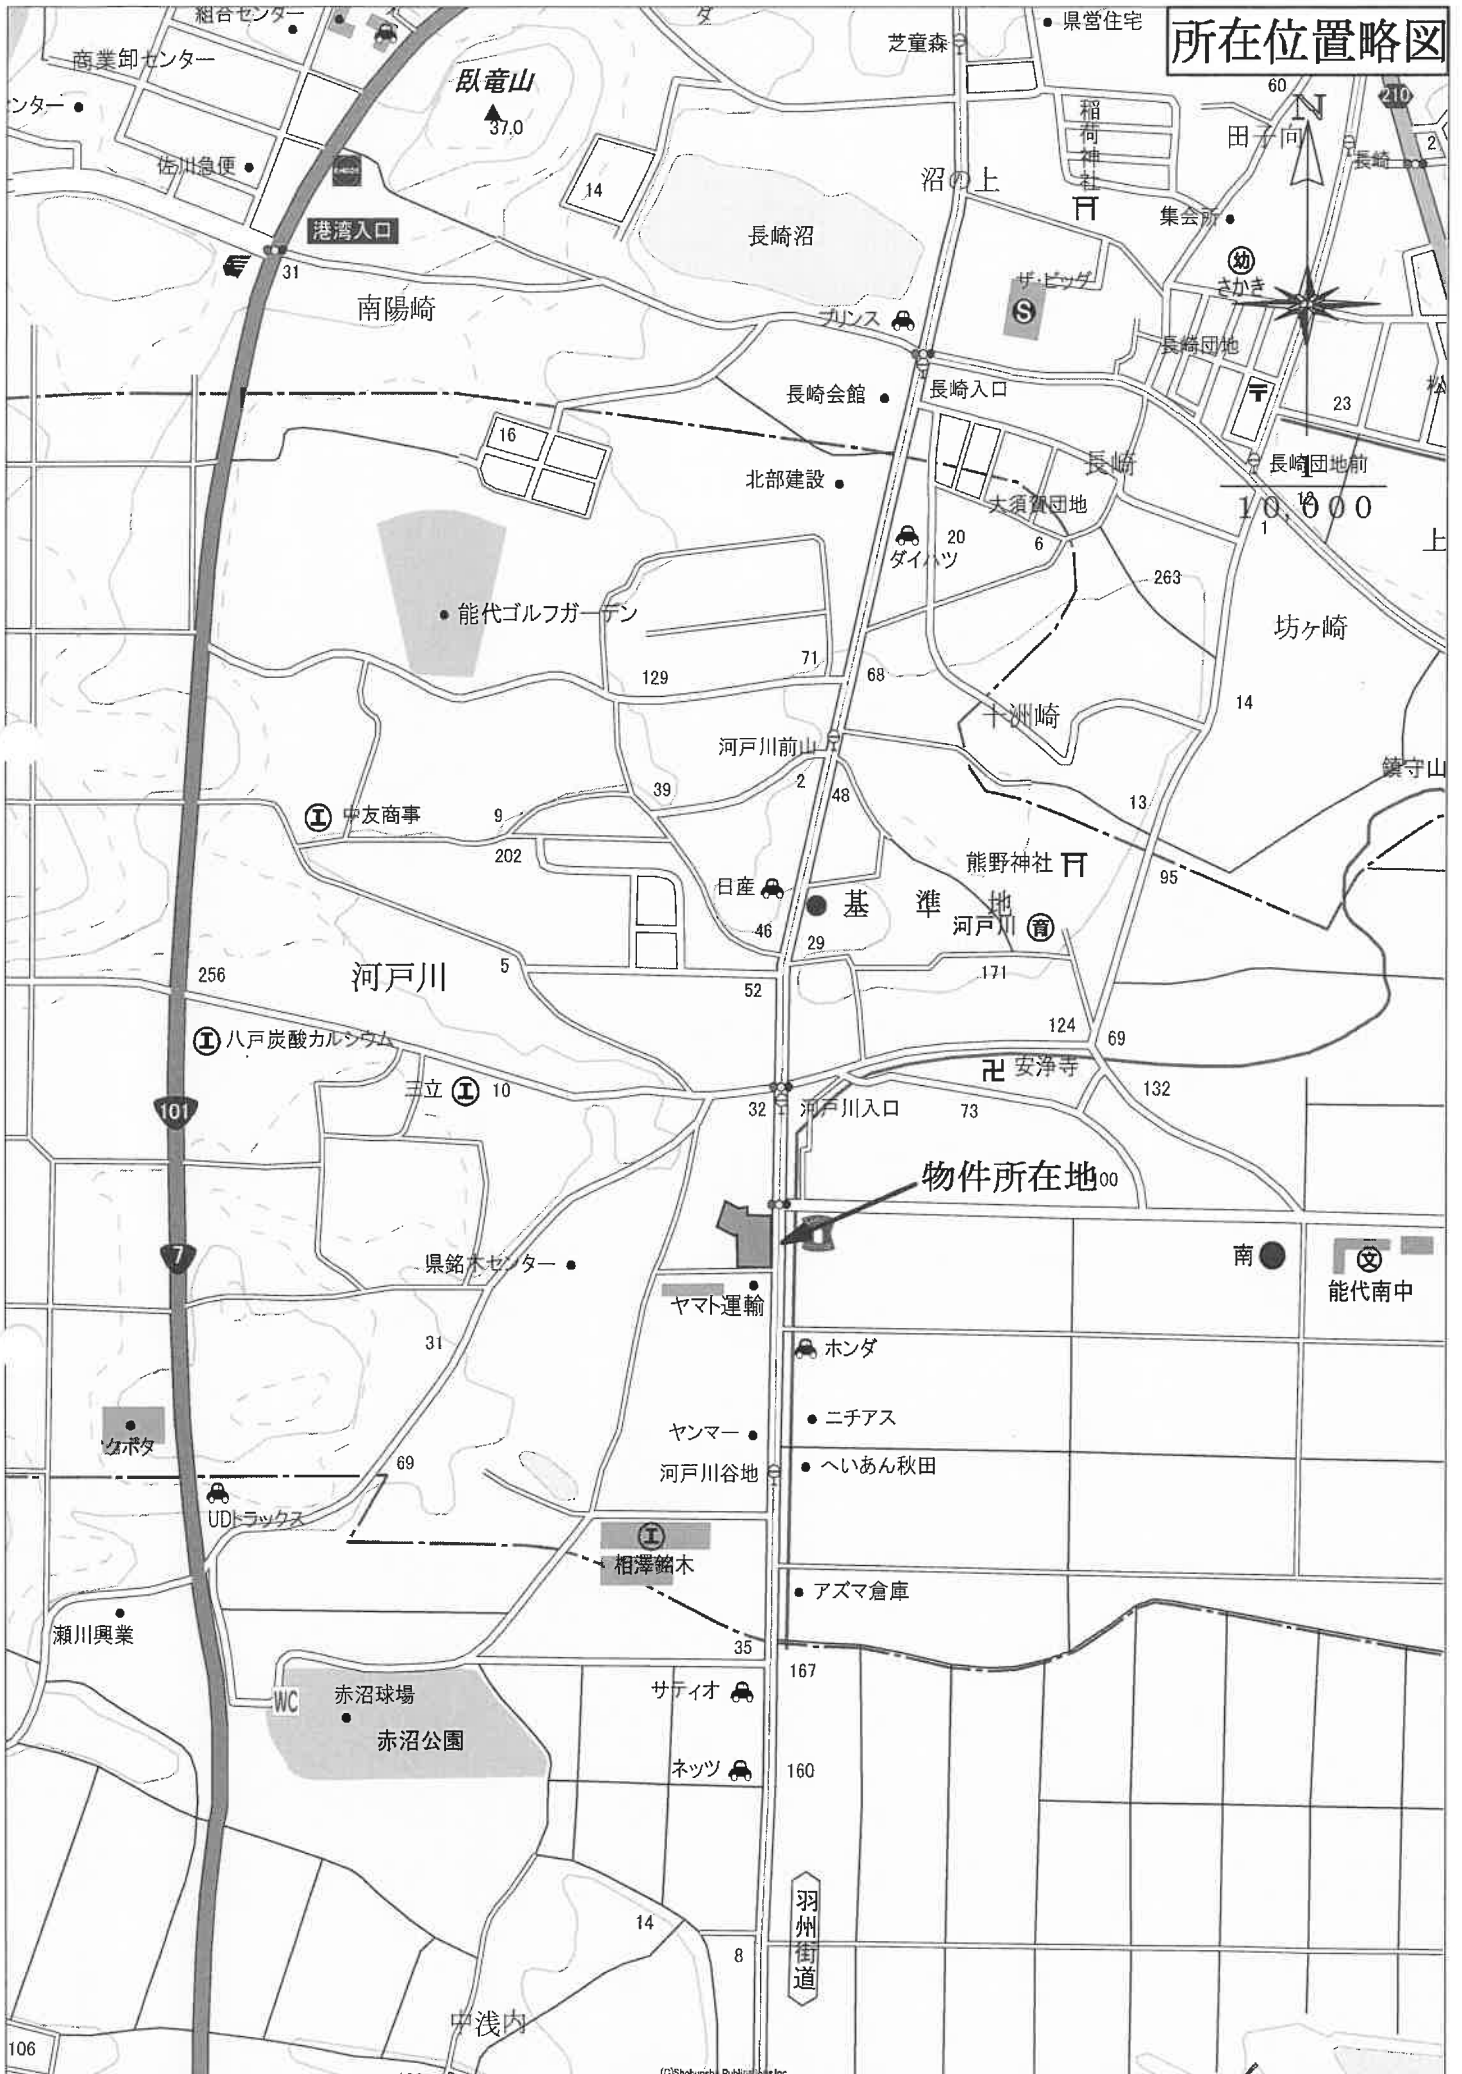 所在位置略図
組合センター
商業卸センター
ンター
佐川急便
臥竜山
37.0
芝童森
県営住宅
稲荷神社
田子向
60
N
210
2
長崎
沼の上
集会所
14
長崎沼
港湾入口
31
南陽崎
プリンス
ザ・ビッグ
S
幼
さかき
長崎団地
長崎会館
長崎入口
23
松
16
北部建設
長崎
大須賀団地
長崎団地前
1
10,000
12
1
上
ダイハツ
20
6
263
能代ゴルフガーデン
坊ヶ崎
129
71
68
14
十洲崎
河戸川前山
2
48
39
鎮守山
13
工
中友商事
9
202
熊野神社
95
日産
基準地
河戸川
育
46
29
256
河戸川
5
52
171
工
八戸炭酸カルシウム
124
69
三立
工
10
安浄寺
132
101
32
河戸川入口
73
物件所在地
00
7
県銘木センター
南
文
能代南中
ヤマト運輸
31
ホンダ
クボタ
ヤンマー
ニチアス
69
河戸川谷地
へいあん秋田
UDトラックス
工
相澤銘木
アズマ倉庫
瀬川興業
35
167
WC
赤沼球場
サティオ
赤沼公園
ネッツ
160
羽州街道
14
8
中浅内
106